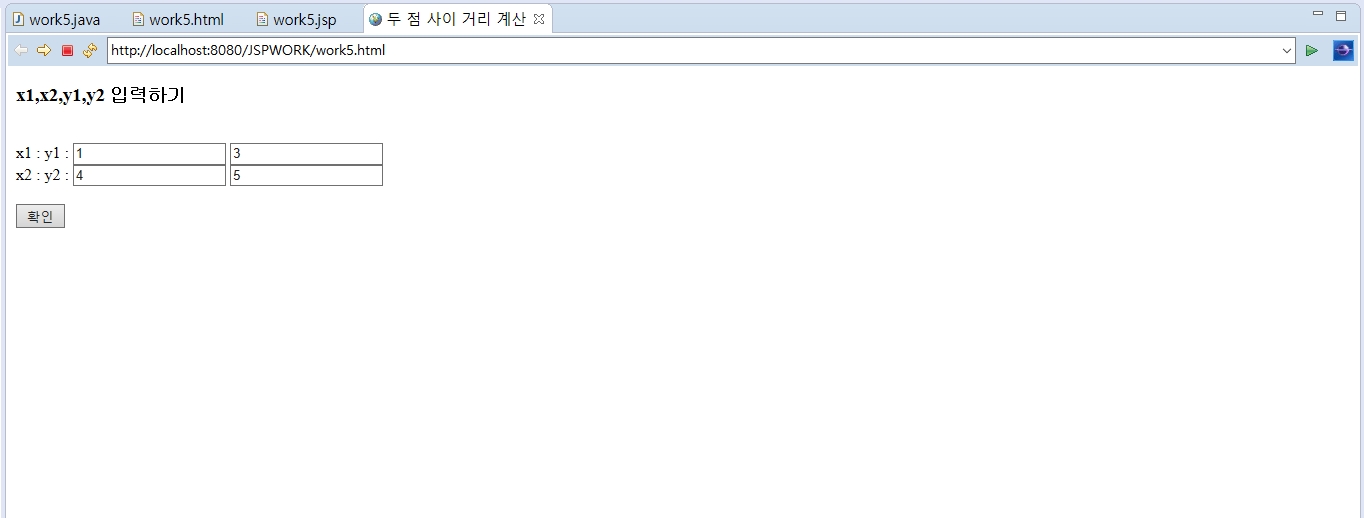 work5.java work5.html work5.jsp 두 점 사이 거리 계산
http://localhost:8080/JSPWORK/work5.html
x1,x2,y1,y2 입력하기
x1 : y1 : 1 3
x2 : y2 : 4 5
확인